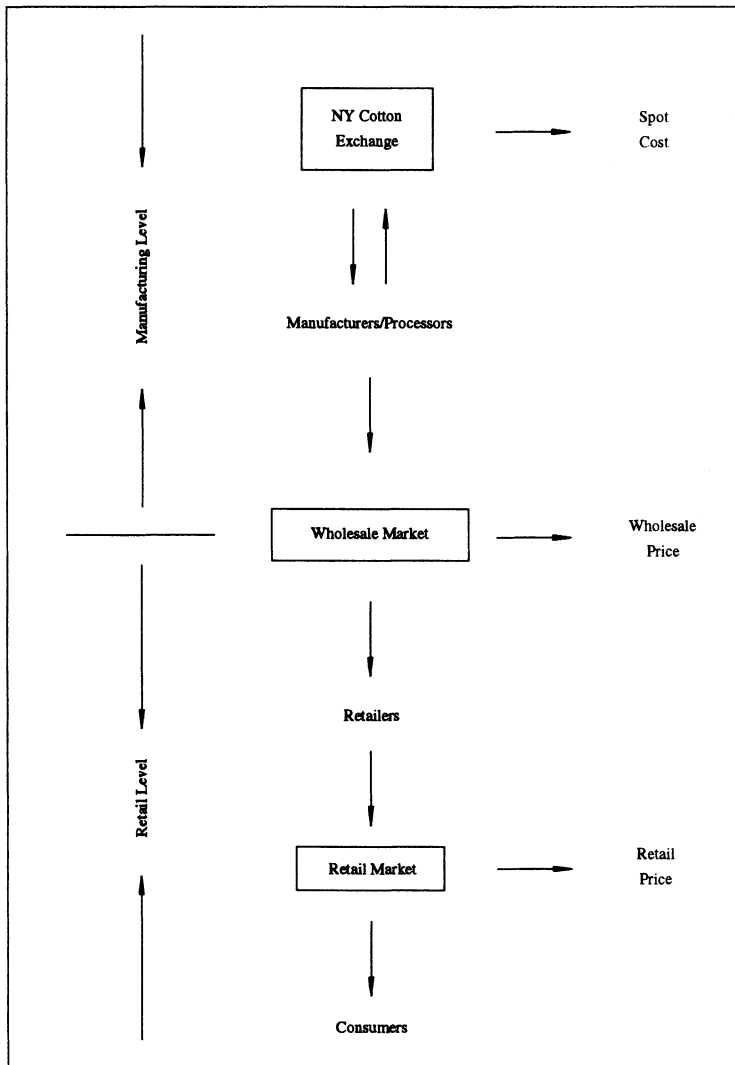 NY Cotton
Exchange
Spot
Cost
Manufacturing Level
Manufacturers/Processors
Wholesale Market
Wholesale
Price
Retailers
Retail Level
Retail Market
Retail
Price
Consumers